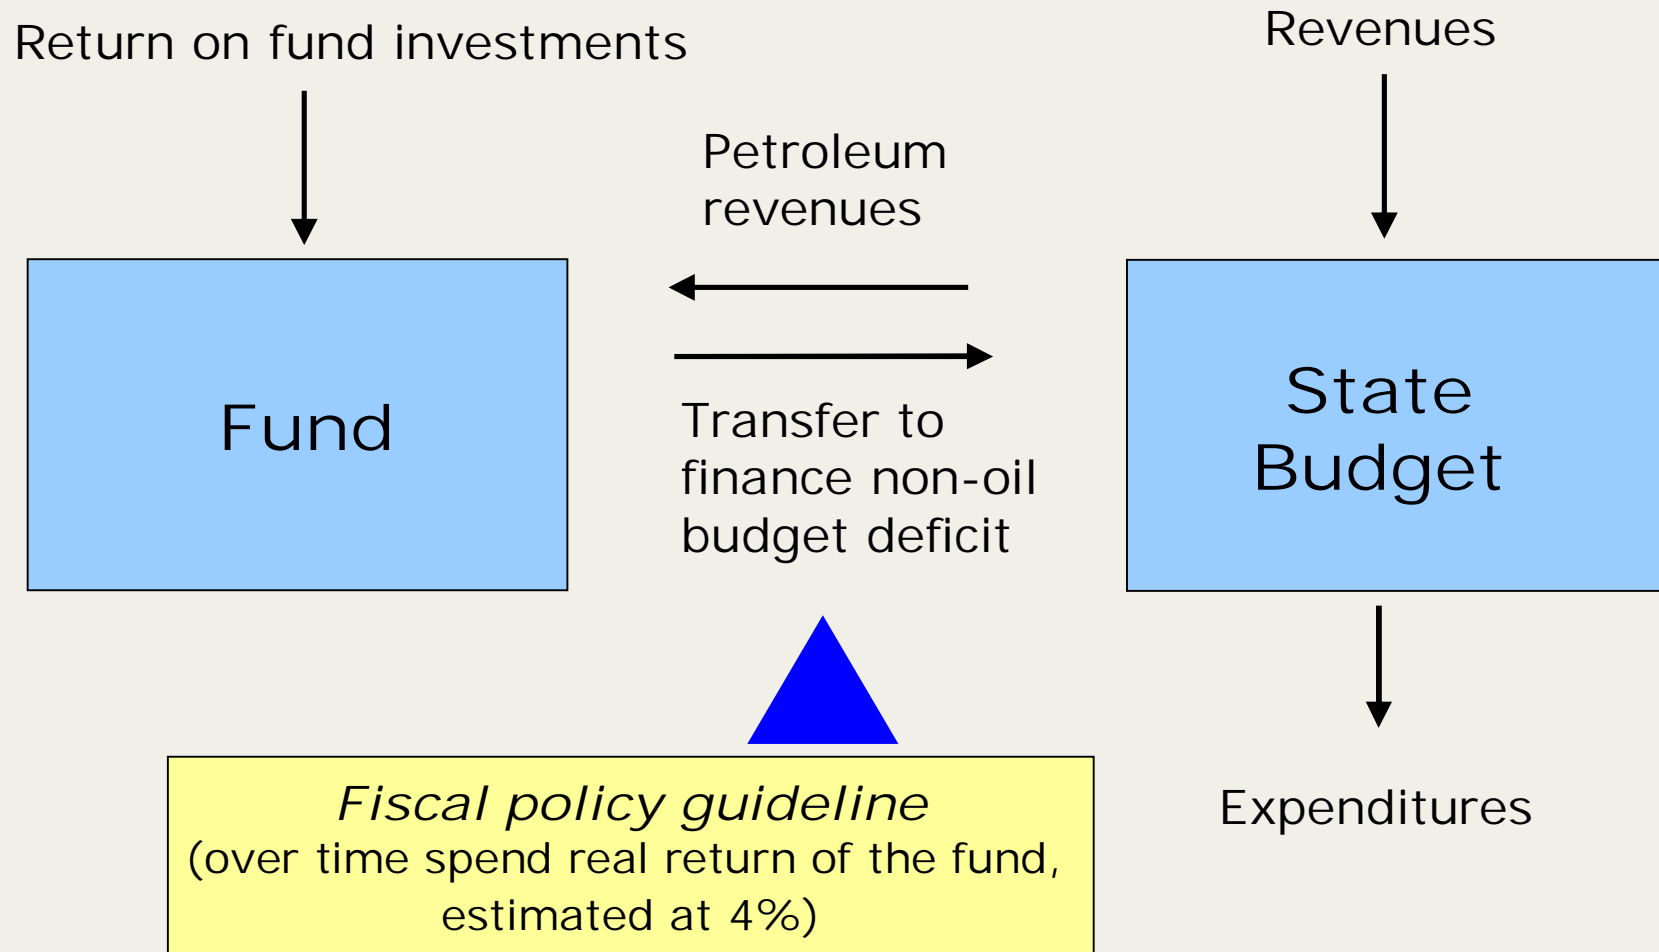 Return on fund investments
Revenues
Petroleum
revenues
Fund
Transfer to
finance non-oil
budget deficit
State
Budget
Fiscal policy guideline
(over time spend real return of the fund,
estimated at 4%)
Expenditures